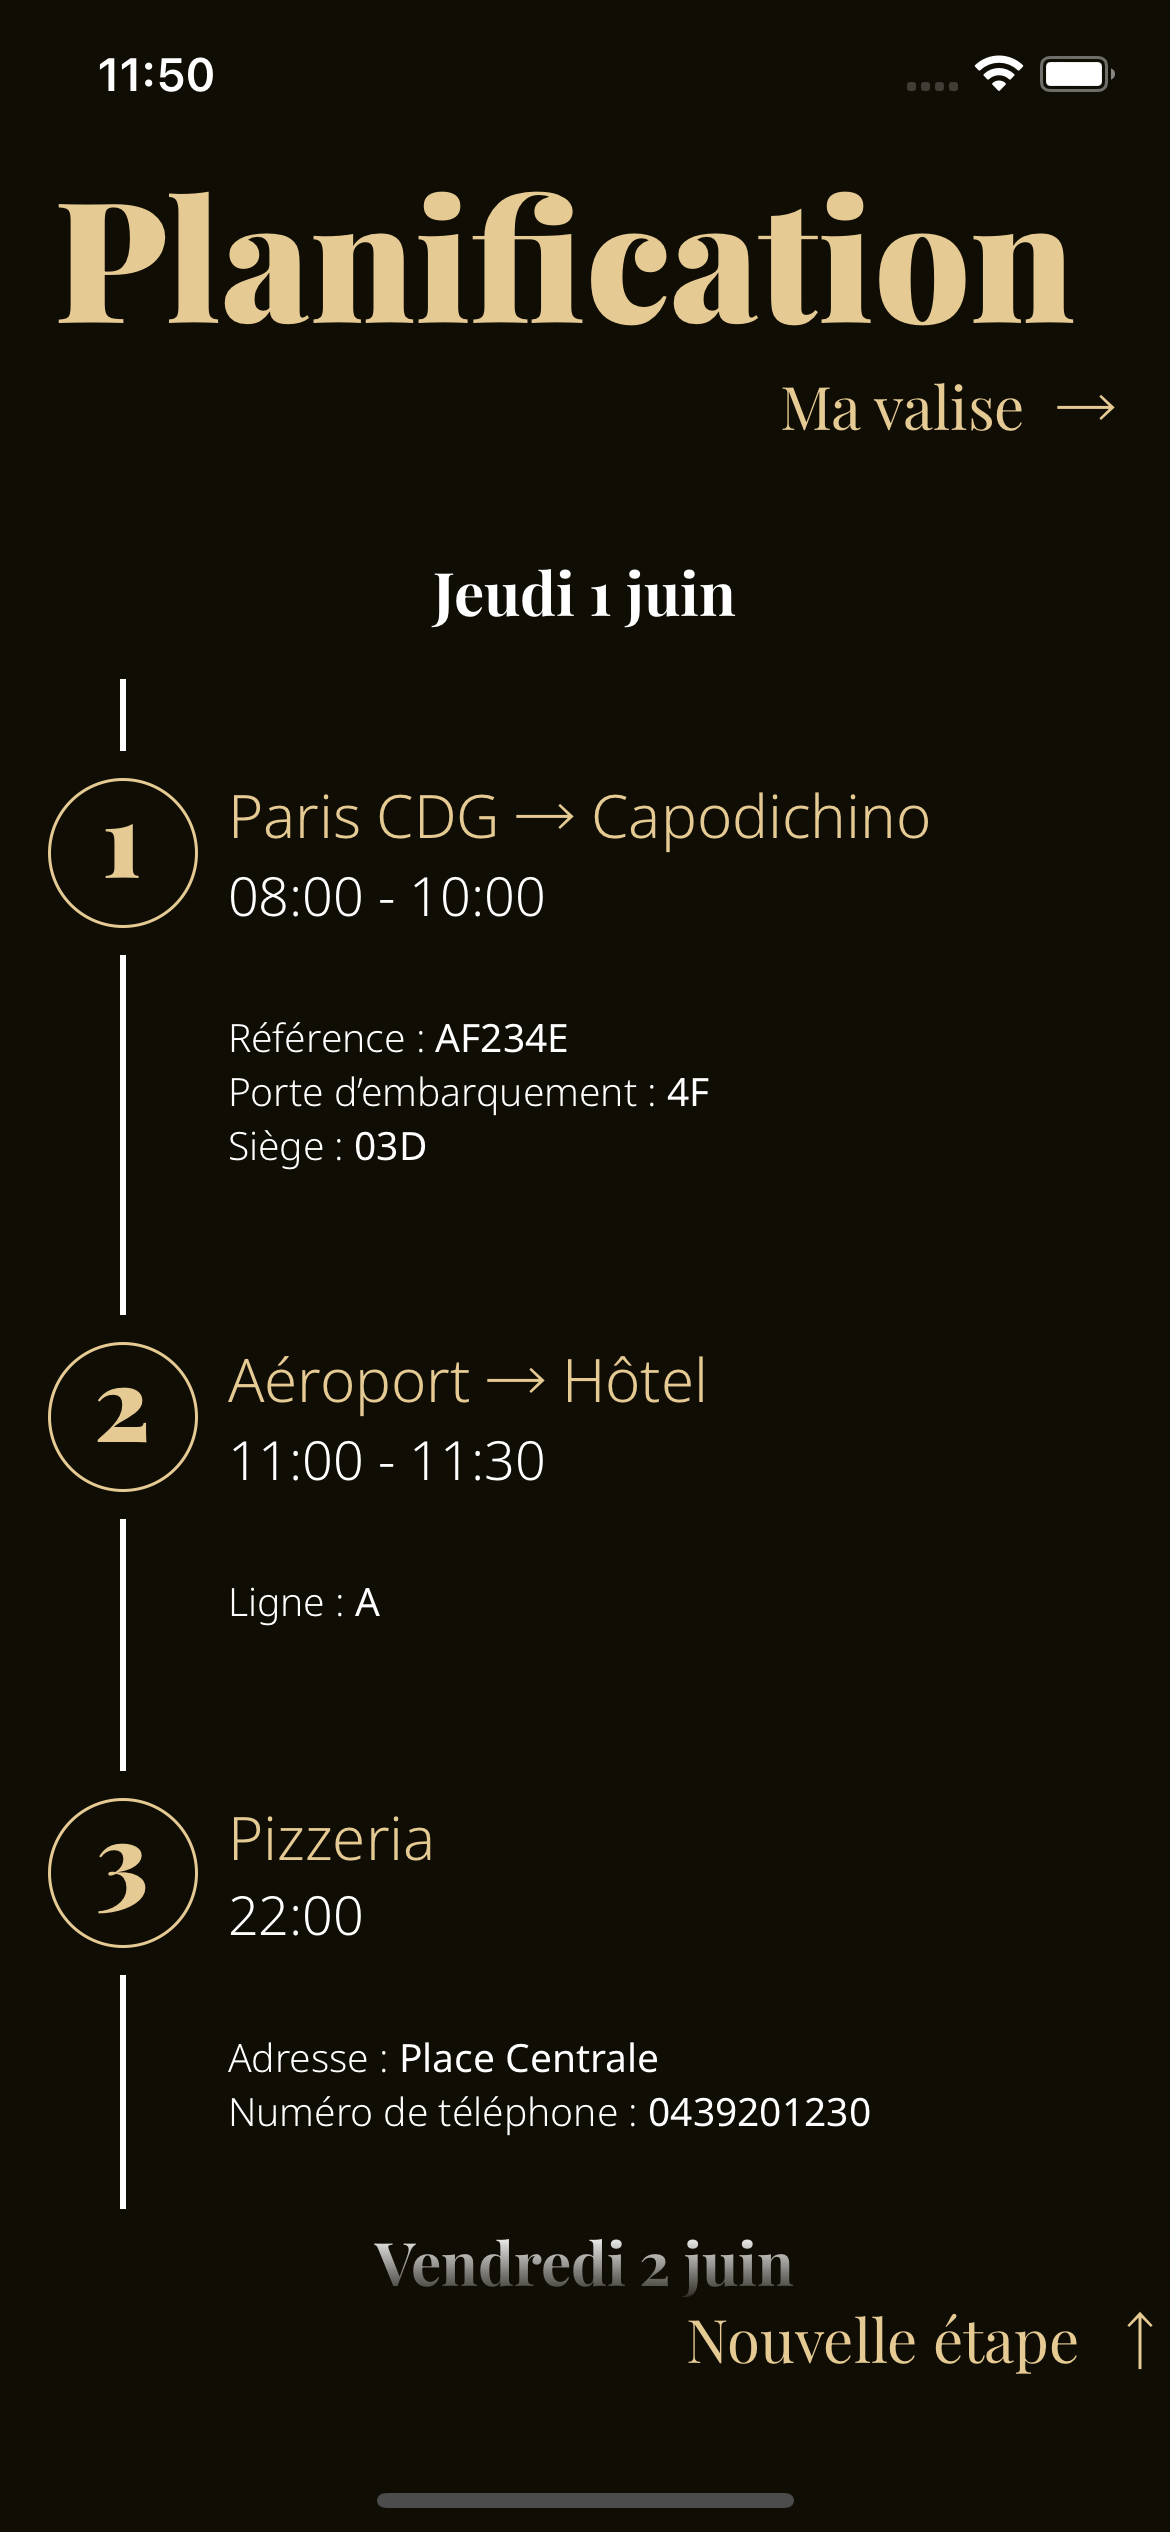 11:50
Planification
Ma valise →
Jeudi 1 juin
1
Paris CDG → Capodichino
08:00 - 10:00
Référence : AF234E
Porte d’embarquement : 4F
Siège : 03D
2
Aéroport → Hôtel
11:00 - 11:30
Ligne : A
3
Pizzeria
22:00
Adresse : Place Centrale
Numéro de téléphone : 0439201230
Vendredi 2 juin
Nouvelle étape ↑